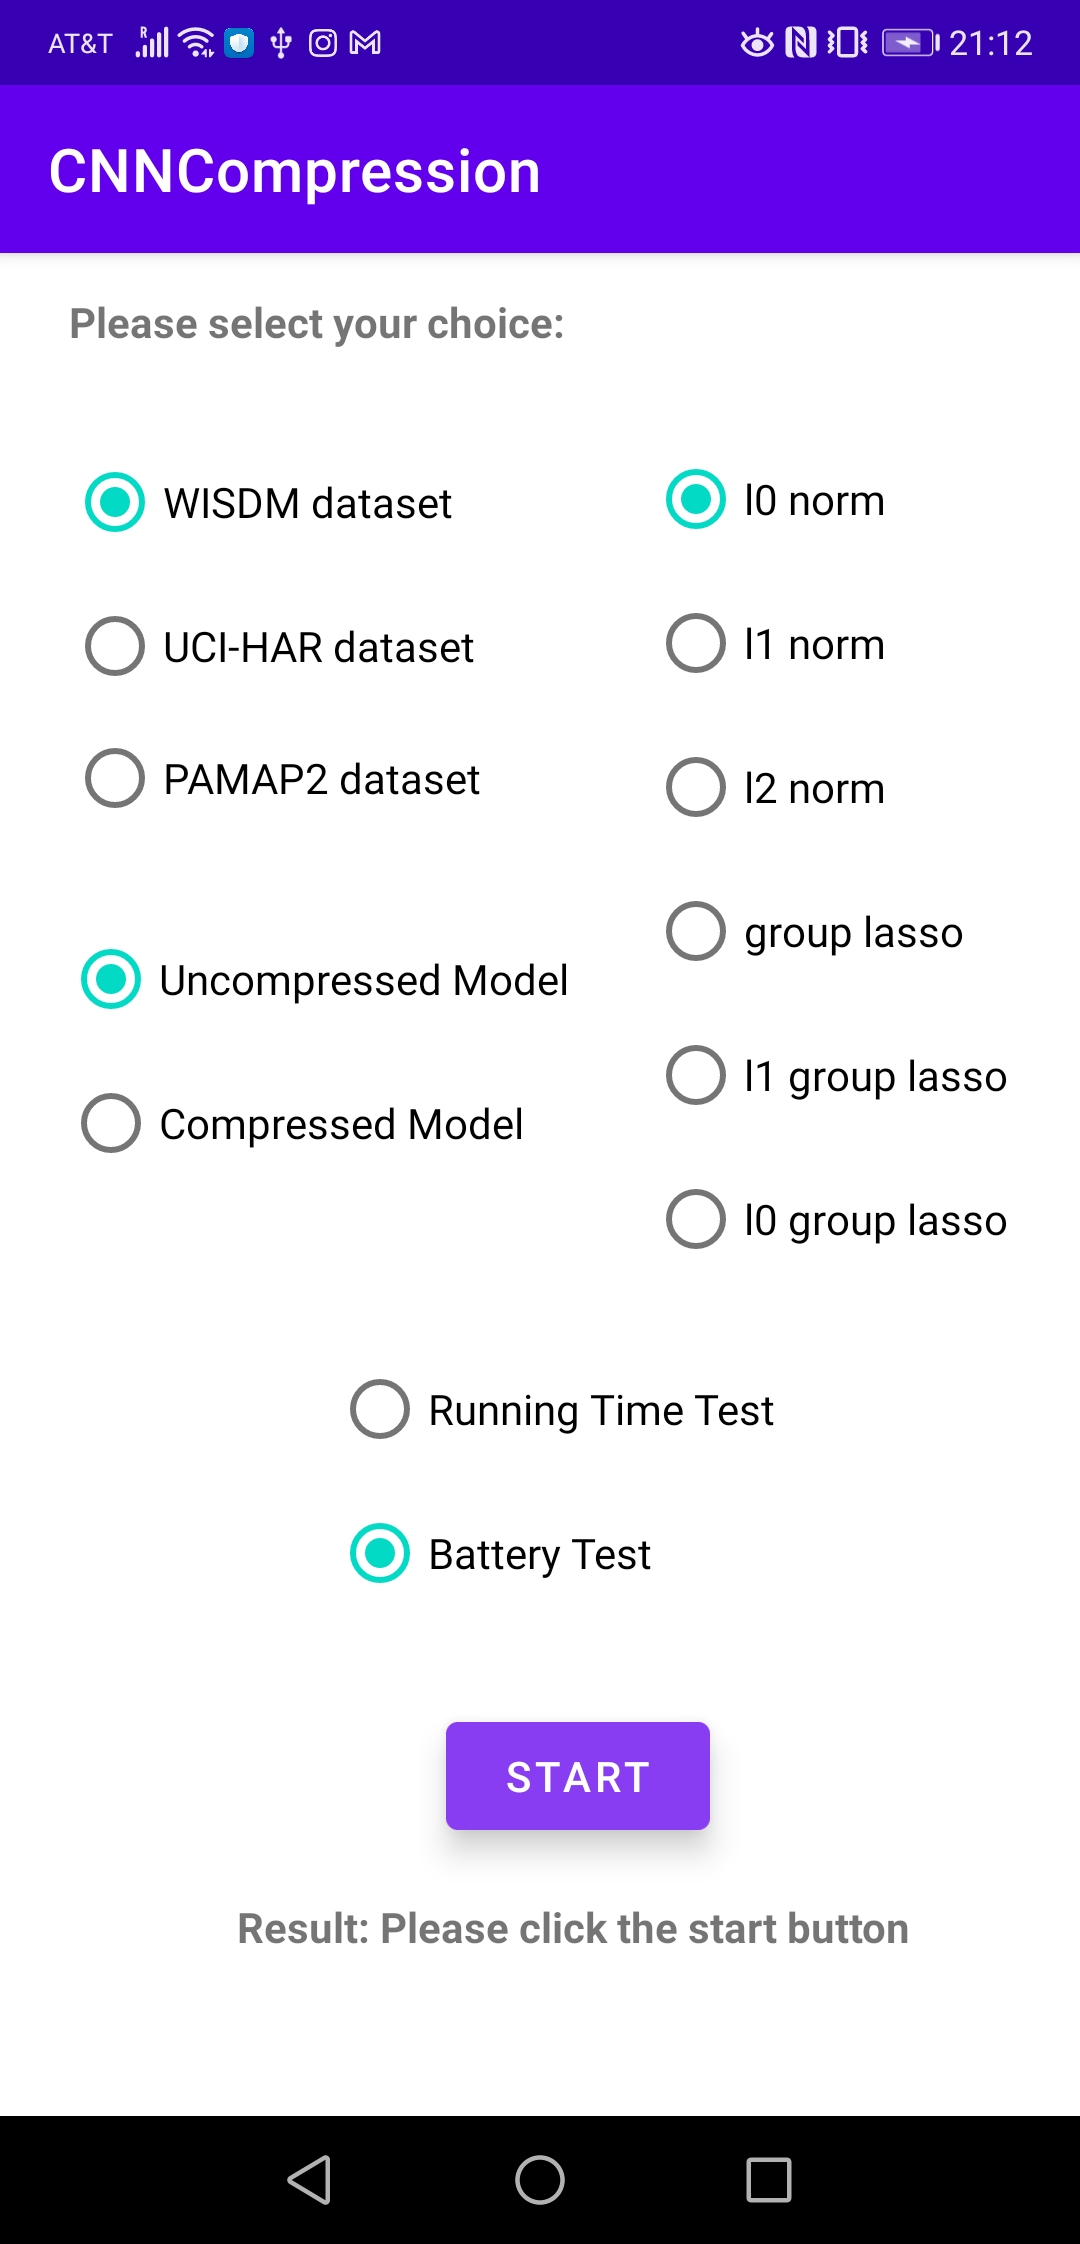 AT&T 21:12
CNNCompression
Please select your choice:
WISDM dataset
UCI-HAR dataset
PAMAP2 dataset
Uncompressed Model
Compressed Model
l0 norm
l1 norm
l2 norm
group lasso
l1 group lasso
l0 group lasso
Running Time Test
Battery Test
START
Result: Please click the start button